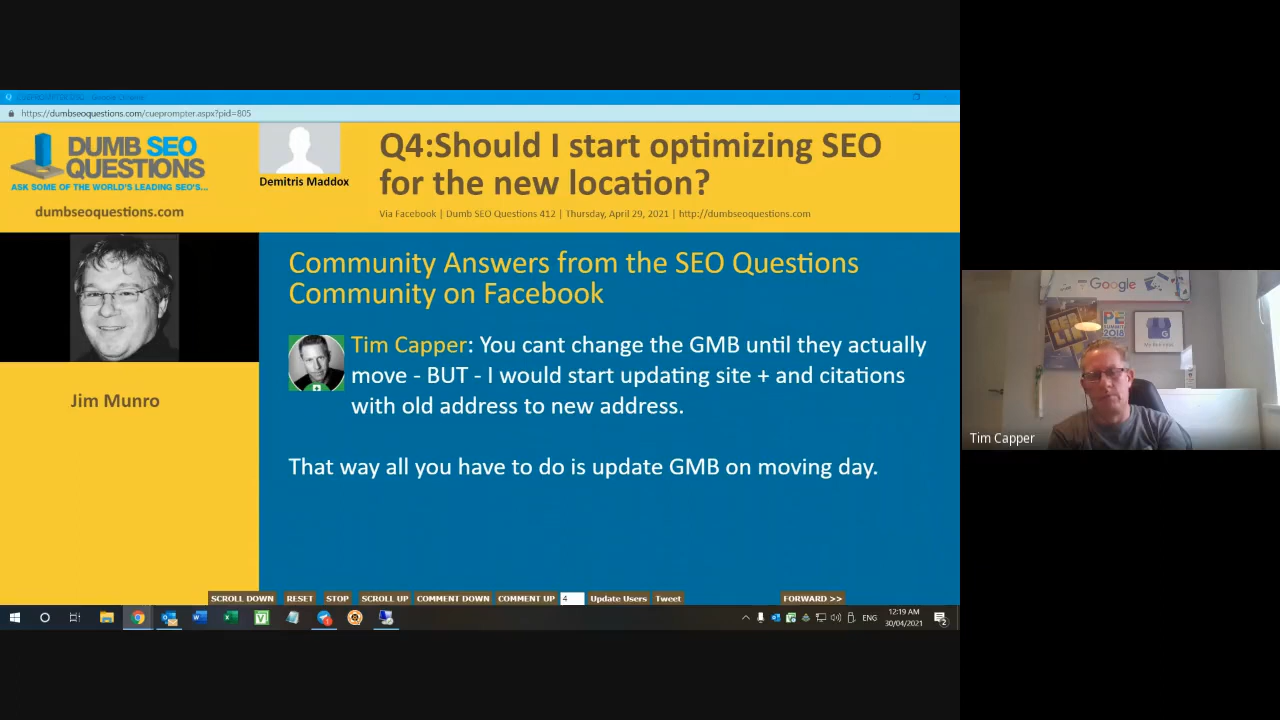 https://dumbseoquestions.com/cueprompter.aspx?pid=805
DUMB SEO
QUESTIONS
ASK SOME OF THE WORLD'S LEADING SEO'S...
dumbseoquestions.com
Demitris Maddox
Q4:Should I start optimizing SEO
for the new location?
Via Facebook | Dumb SEO Questions 412 | Thursday, April 29, 2021 | http://dumbseoquestions.com
Jim Munro
Community Answers from the SEO Questions
Community on Facebook
Tim Capper: You cant change the GMB until they actually
move - BUT - I would start updating site + and citations
with old address to new address.
That way all you have to do is update GMB on moving day.
SCROLL DOWN RESET STOP SCROLL UP COMMENT DOWN COMMENT UP 4 Update Users Tweet FORWARD >>
ENG
12:19 AM
30/04/2021
2
Google
PE
SUMMIT
2018
My Business
Tim Capper